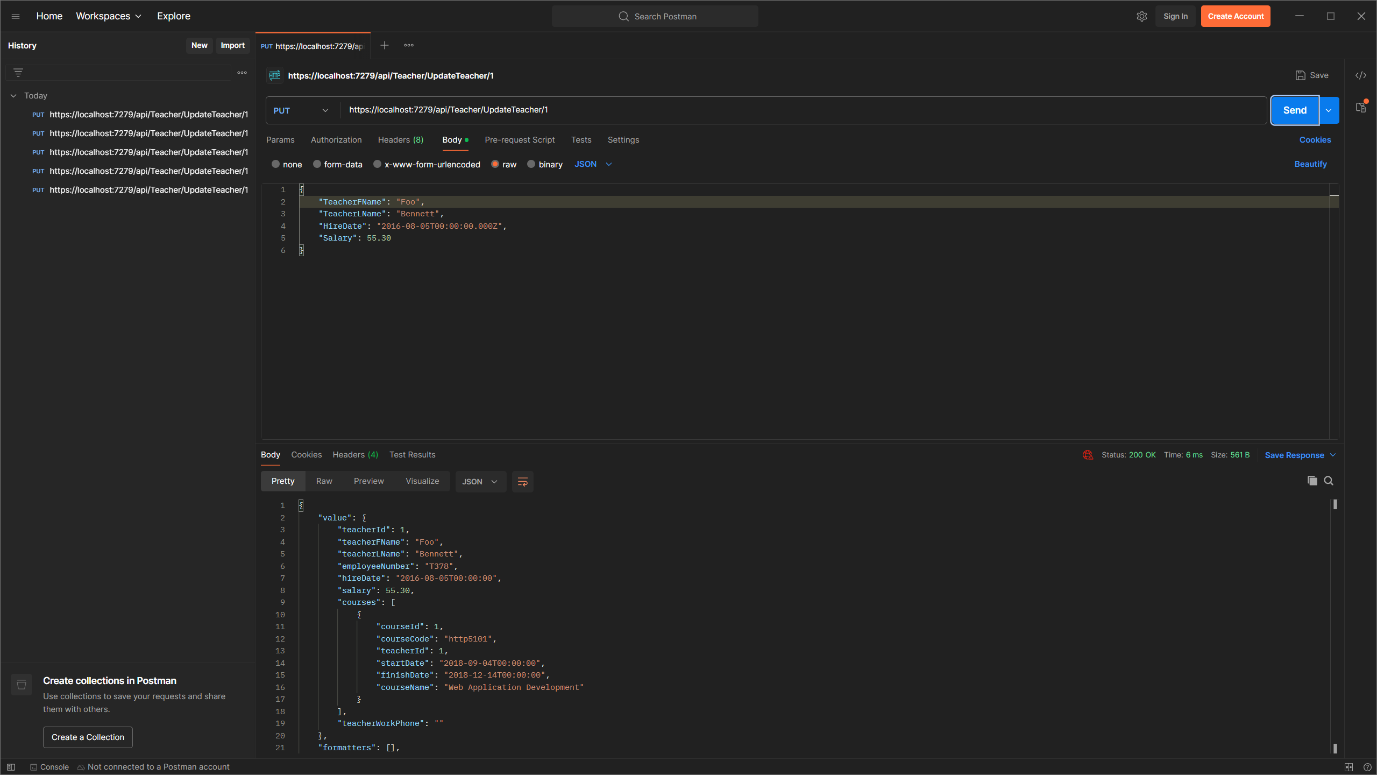 Home Workspaces Explore Search Postman Sign In Create Account
History New Import PUT https://localhost:7279/ap
https://localhost:7279/api/Teacher/UpdateTeacher/1 Save
Today
PUT https://localhost:7279/api/Teacher/UpdateTeacher/1
PUT https://localhost:7279/api/Teacher/UpdateTeacher/1
PUT https://localhost:7279/api/Teacher/UpdateTeacher/1
PUT https://localhost:7279/api/Teacher/UpdateTeacher/1
PUT https://localhost:7279/api/Teacher/UpdateTeacher/1
PUT https://localhost:7279/api/Teacher/UpdateTeacher/1 Send
Params Authorization Headers (8) Body Pre-request Script Tests Settings Cookies
none form-data x-www-form-urlencoded raw binary JSON Beautify
1 {
2 "TeacherFName": "Foo",
3 "TeacherLName": "Bennett",
4 "HireDate": "2016-08-05T00:00:00.000Z",
5 "Salary": 55.30
6 }
Body Cookies Headers (4) Test Results Status: 200 OK Time: 6 ms Size: 561 B Save Response
Pretty Raw Preview Visualize JSON
1 {
2 "value": {
3 "teacherId": 1,
4 "teacherFName": "Foo",
5 "teacherLName": "Bennett",
6 "employeeNumber": "T378",
7 "hireDate": "2016-08-05T00:00:00",
8 "salary": 55.30,
9 "courses": [
10 {
11 "courseId": 1,
12 "courseCode": "http5101",
13 "teacherId": 1,
14 "startDate": "2018-09-04T00:00:00",
15 "finishDate": "2018-12-14T00:00:00",
16 "courseName": "Web Application Development"
17 }
18 ],
19 "teacherWorkPhone": ""
20 },
21 "formatters": [],
Create collections in Postman
Use collections to save your requests and share
them with others.
Create a Collection
Console Not connected to a Postman account